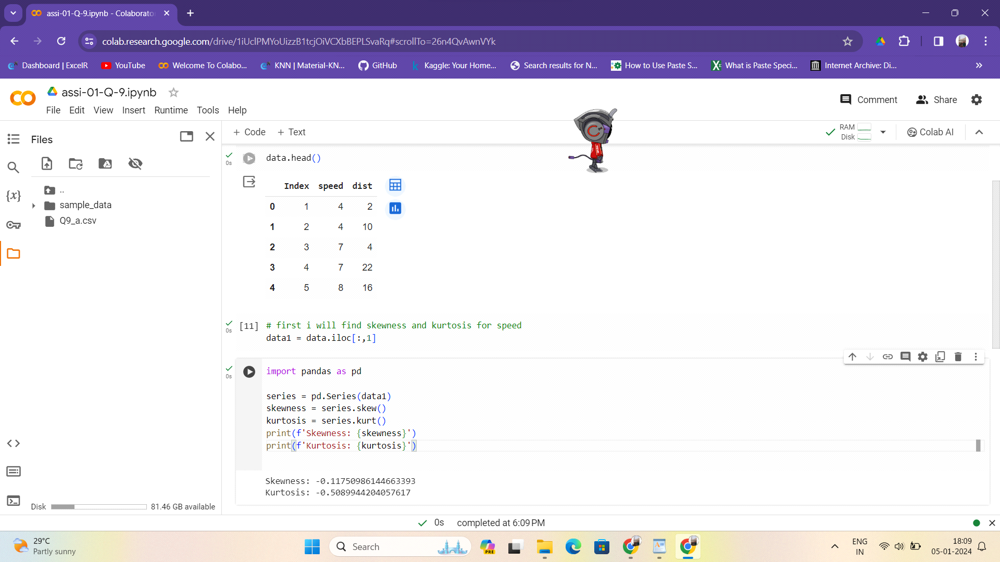 assi-01-Q-9.ipynb - Colaborato
colab.research.google.com/drive/1iUclPMYoUizzB1tcjOiVCXbBEPLSvaRq#scrollTo=26n4QvAwnVYk
Dashboard | ExcelR
YouTube
Welcome To Colabo...
KNN | Material-KN...
GitHub
Kaggle: Your Home...
Search results for N...
How to Use Paste S...
What is Paste Speci...
Internet Archive: Di...
assi-01-Q-9.ipynb
Comment
Share
File Edit View Insert Runtime Tools Help
Files
+ Code + Text
RAM
Disk
Colab AI
..
sample_data
Q9_a.csv
0s
data.head()
Index speed dist
0 1 4 2
1 2 4 10
2 3 7 4
3 4 7 22
4 5 8 16
0s
[11] # first i will find skewness and kurtosis for speed
data1 = data.iloc[:,1]
0s
import pandas as pd
series = pd.Series(data1)
skewness = series.skew()
kurtosis = series.kurt()
print(f'Skewness: {skewness}')
print(f'Kurtosis: {kurtosis}')
Skewness: -0.11750986144663393
Kurtosis: -0.5089944204057617
Disk 81.46 GB available
0s completed at 6:09 PM
29°C
Partly sunny
Search
PRE
ENG
IN
18:09
05-01-2024